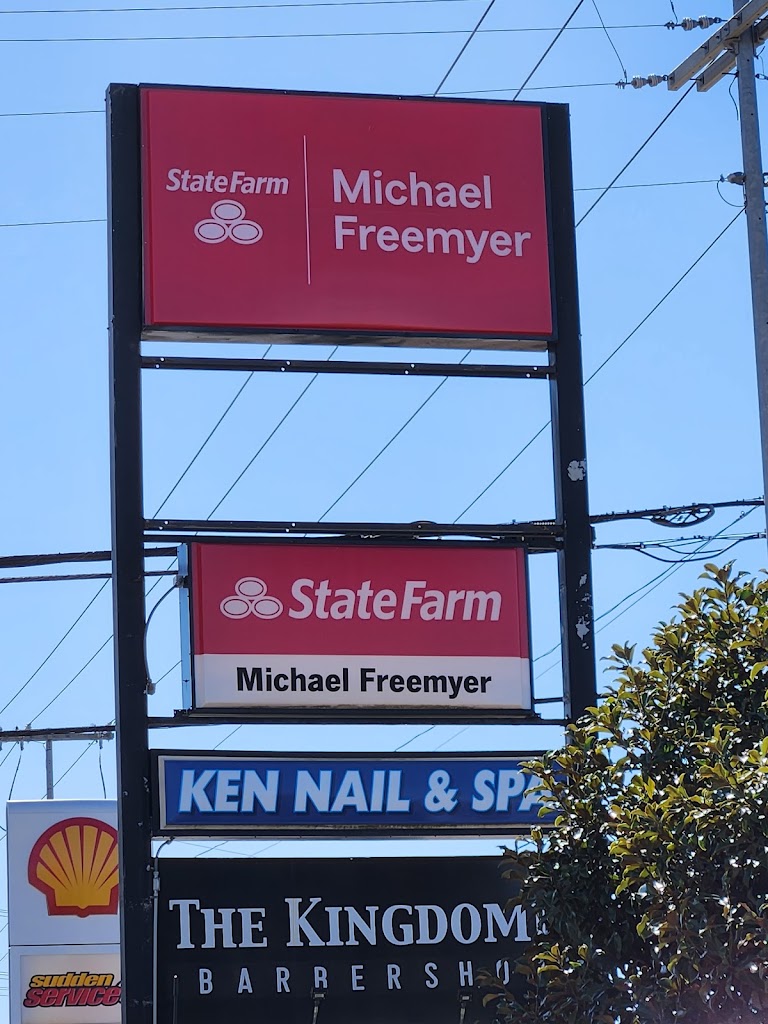 StateFarm
Michael
Freemyer
StateFarm
Michael Freemyer
KEN NAIL & SPA
THE KINGDOM
BARBERSHO
sudden
service